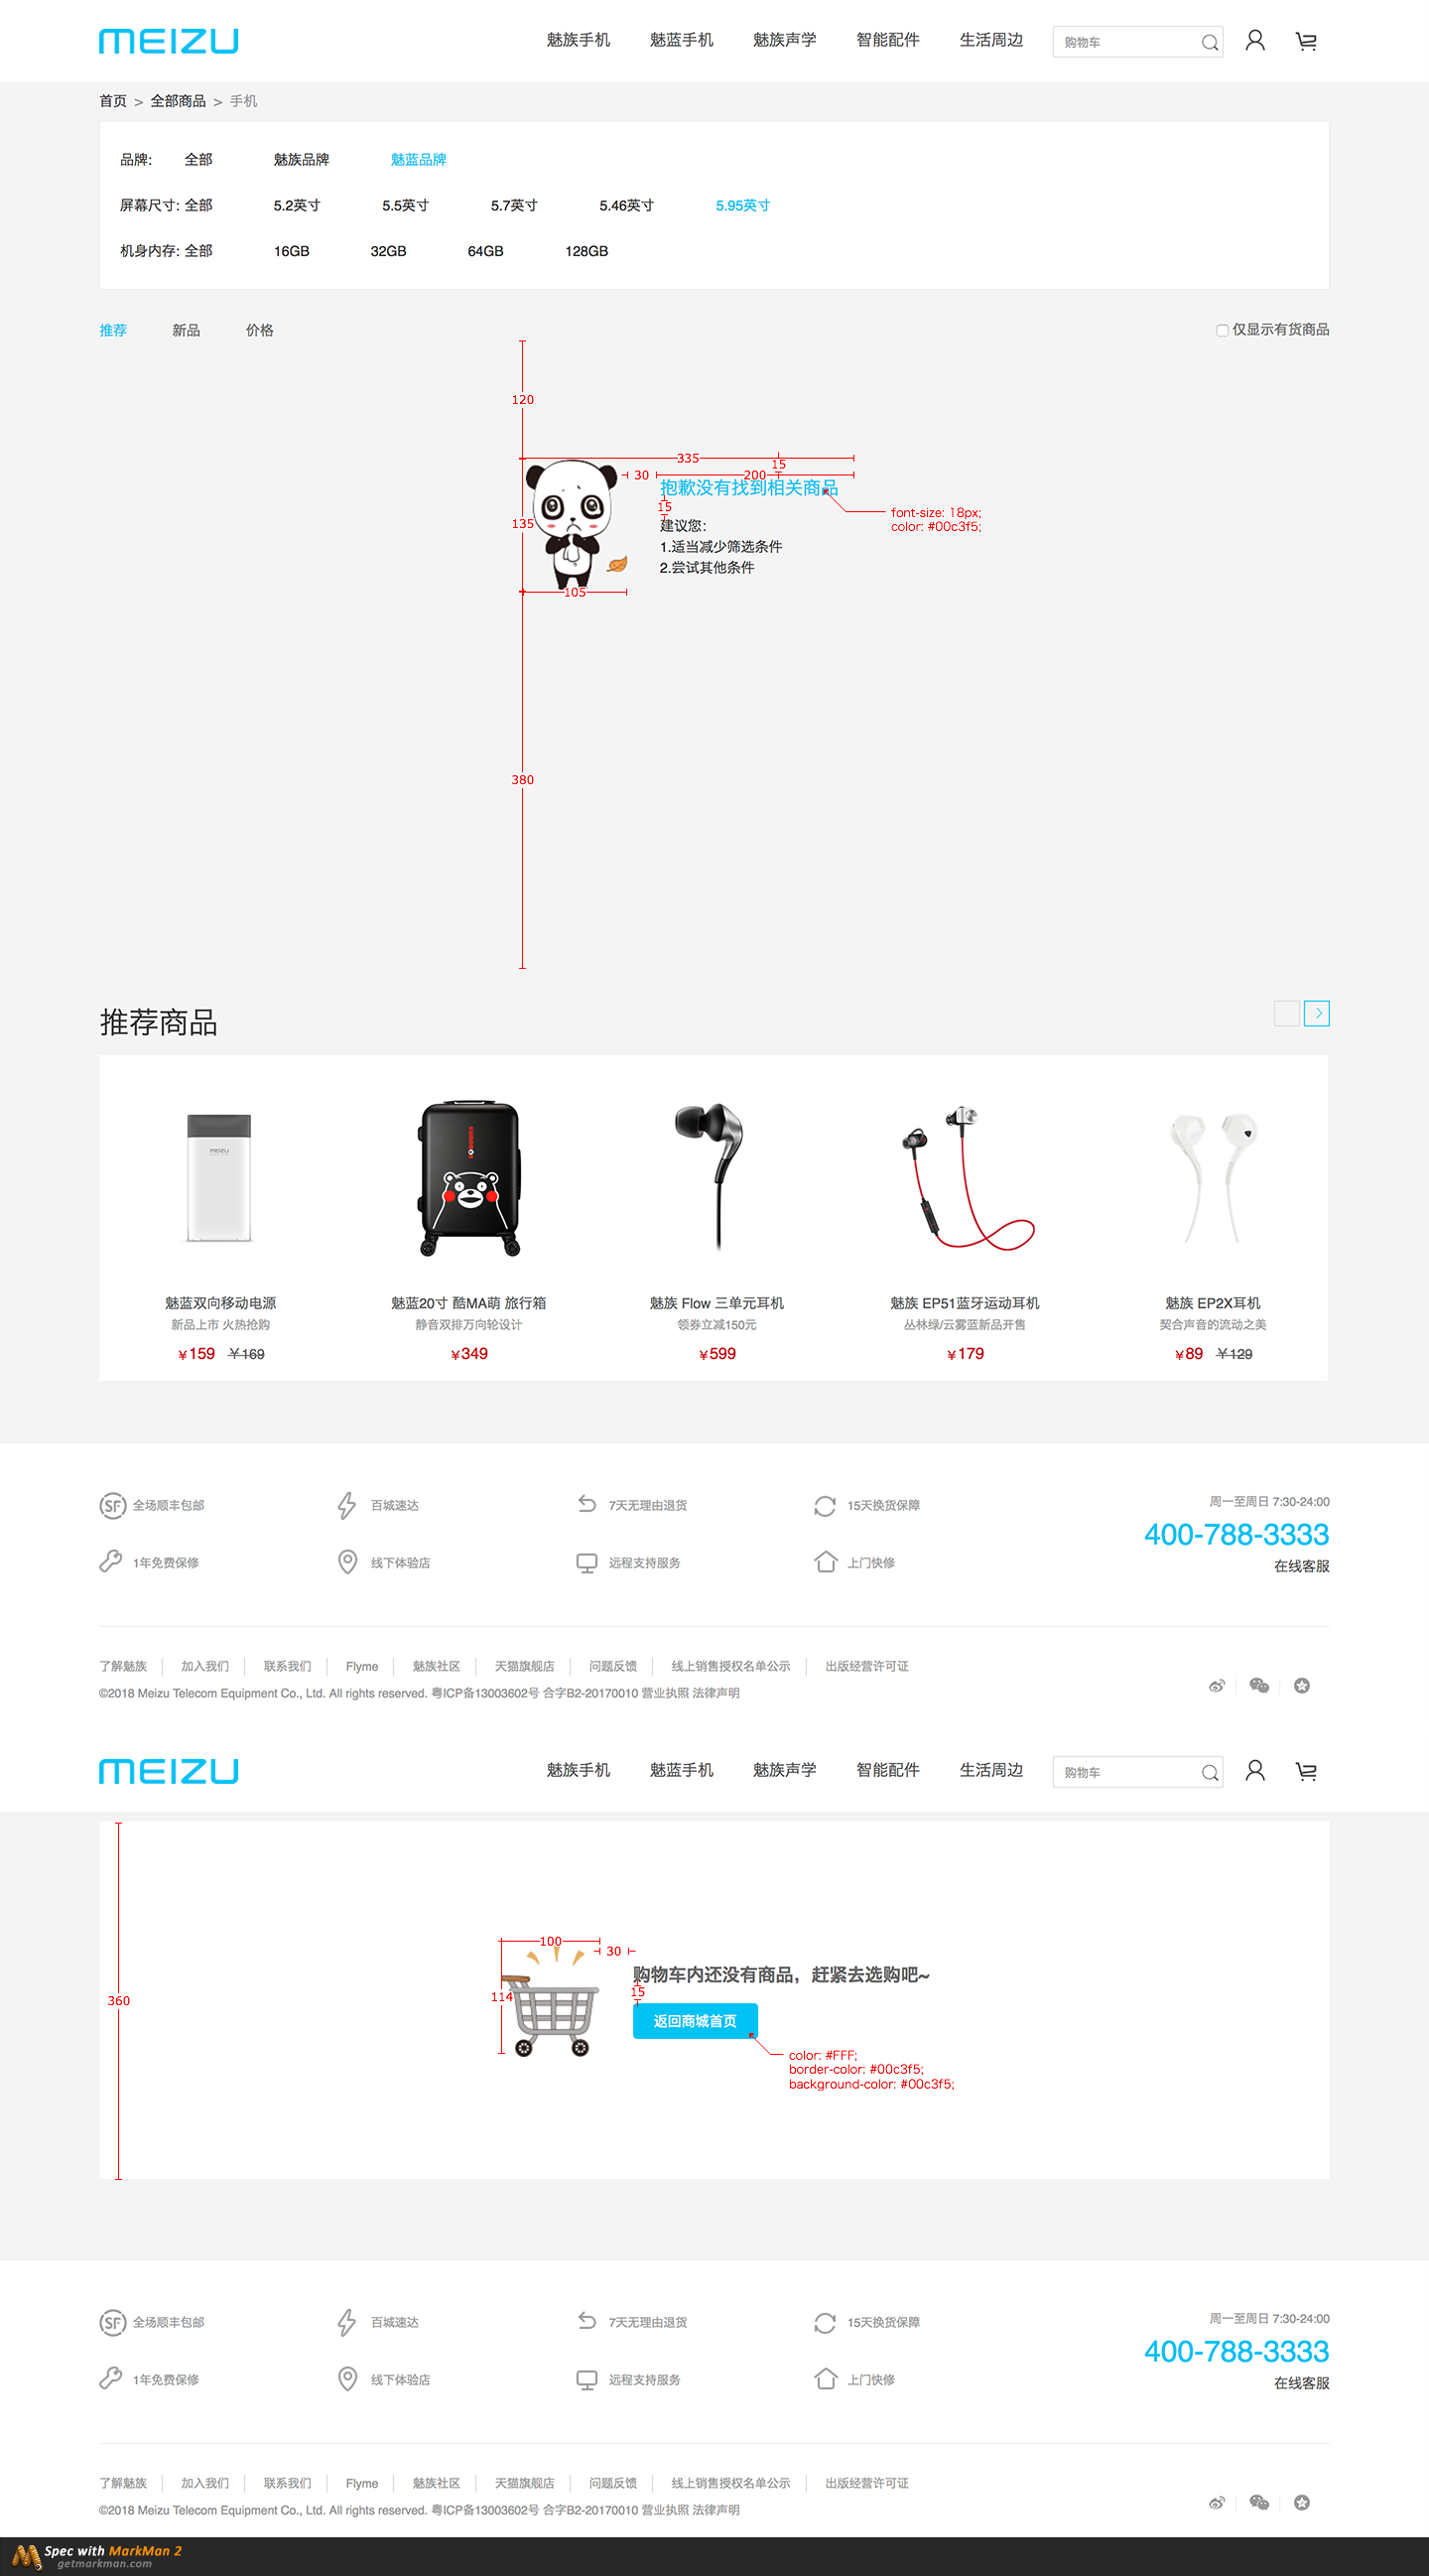 MEIZU 魅族手机 魅蓝手机 魅族声学 智能配件 生活周边 购物车
首页 > 全部商品 > 手机
品牌: 全部 魅族品牌 魅蓝品牌
屏幕尺寸: 全部 5.2英寸 5.5英寸 5.7英寸 5.46英寸 5.95英寸
机身内存: 全部 16GB 32GB 64GB 128GB
推荐 新品 价格 仅显示有货商品
120
335
15
30 200
抱歉没有找到相关商品
15
font-size: 18px;
135 建议您: color: #00c3f5;
1.适当减少筛选条件
2.尝试其他条件
105
380
推荐商品
MEIZU
魅蓝双向移动电源 魅蓝20寸 酷MA萌 旅行箱 魅族 Flow 三单元耳机 魅族 EP51蓝牙运动耳机 魅族 EP2X耳机
新品上市 火热抢购 静音双排万向轮设计 领券立减150元 丛林绿/云雾蓝新品开售 契合声音的流动之美
¥159 ¥169 ¥349 ¥599 ¥179 ¥89 ¥129
SF 全场顺丰包邮 百城速达 7天无理由退货 15天换货保障 周一至周日 7:30-24:00
400-788-3333
1年免费保修 线下体验店 远程支持服务 上门快修 在线客服
了解魅族 加入我们 联系我们 Flyme 魅族社区 天猫旗舰店 问题反馈 线上销售授权名单公示 出版经营许可证
©2018 Meizu Telecom Equipment Co., Ltd. All rights reserved. 粤ICP备13003602号 合字B2-20170010 营业执照 法律声明
MEIZU 魅族手机 魅蓝手机 魅族声学 智能配件 生活周边 购物车
100
30
购物车内还没有商品，赶紧去选购吧~
15
114
360
返回商城首页
color: #FFF;
border-color: #00c3f5;
background-color: #00c3f5;
SF 全场顺丰包邮 百城速达 7天无理由退货 15天换货保障 周一至周日 7:30-24:00
400-788-3333
1年免费保修 线下体验店 远程支持服务 上门快修 在线客服
了解魅族 加入我们 联系我们 Flyme 魅族社区 天猫旗舰店 问题反馈 线上销售授权名单公示 出版经营许可证
©2018 Meizu Telecom Equipment Co., Ltd. All rights reserved. 粤ICP备13003602号 合字B2-20170010 营业执照 法律声明
Spec with MarkMan 2
getmarkman.com